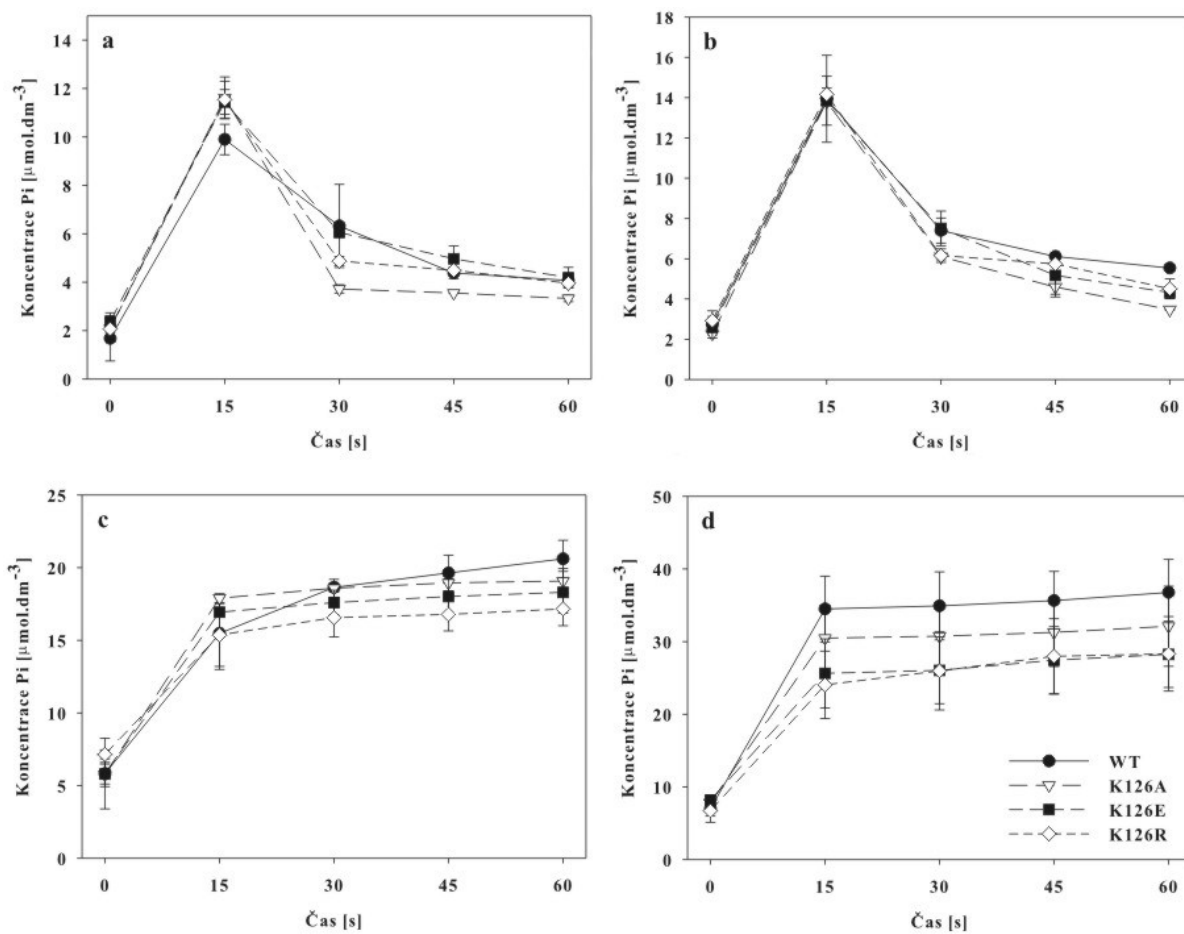 a
Koncentrace Pi [μmol.dm-3]
14
12
10
8
6
4
2
0
0 15 30 45 60
Čas [s]
b
Koncentrace Pi [μmol.dm-3]
18
16
14
12
10
8
6
4
2
0
0 15 30 45 60
Čas [s]
c
Koncentrace Pi [μmol.dm-3]
25
20
15
10
5
0
0 15 30 45 60
Čas [s]
d
Koncentrace Pi [μmol.dm-3]
50
40
30
20
10
0
0 15 30 45 60
Čas [s]
WT
K126A
K126E
K126R